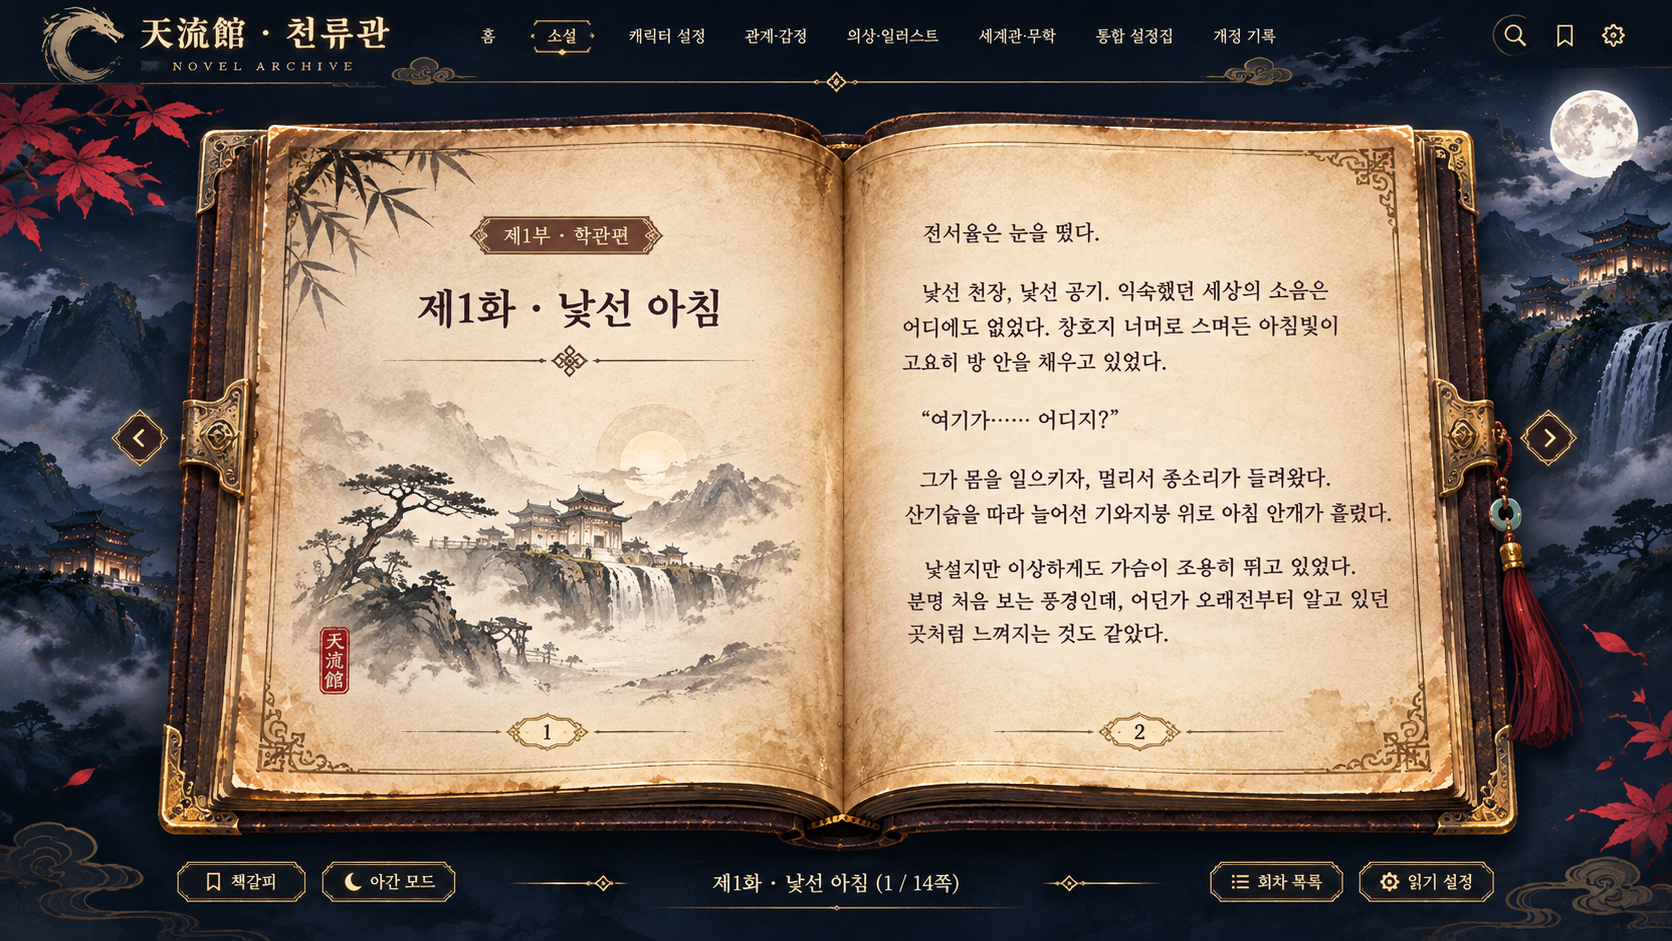 天流館 · 천류관
NOVEL ARCHIVE
홈
소설
캐릭터 설정
관계·감정
의상·일러스트
세계관·무학
통합 설정집
개정 기록
제1부 · 학관편
제1화 · 낯선 아침
天流館
1
전서율은 눈을 떴다.
낯선 천장, 낯선 공기. 익숙했던 세상의 소음은
어디에도 없었다. 창호지 너머로 스며든 아침빛이
고요히 방 안을 채우고 있었다.
“여기가…… 어디지?”
그가 몸을 일으키자, 멀리서 종소리가 들려왔다.
산기슭을 따라 늘어선 기와지붕 위로 아침 안개가 흘렀다.
낯설지만 이상하게도 가슴이 조용히 뛰고 있었다.
분명 처음 보는 풍경인데, 어딘가 오래전부터 알고 있던
곳처럼 느껴지는 것도 같았다.
2
책갈피
야간 모드
제1화 · 낯선 아침 (1 / 14쪽)
회차 목록
읽기 설정